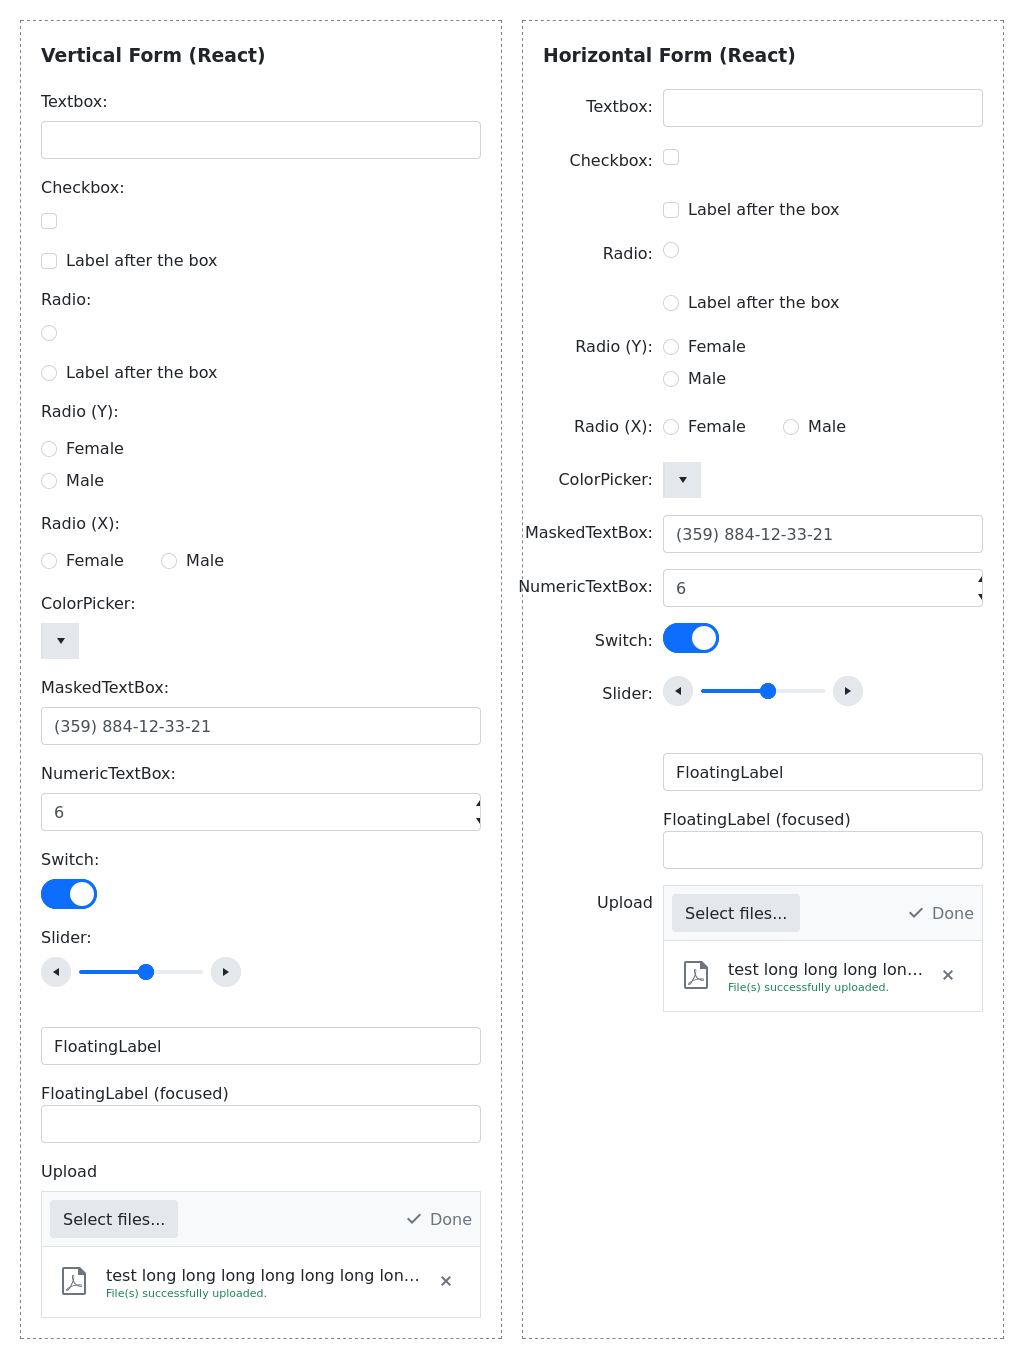 Vertical Form (React)
Textbox:
Checkbox:
Label after the box
Radio:
Label after the box
Radio (Y):
Female
Male
Radio (X):
Female Male
ColorPicker:
MaskedTextBox:
(359) 884-12-33-21
NumericTextBox:
6
Switch:
Slider:
FloatingLabel
FloatingLabel (focused)
Upload
Select files... Done
test long long long long long long lon...
File(s) successfully uploaded.
Horizontal Form (React)
Textbox:
Checkbox:
Label after the box
Radio:
Label after the box
Radio (Y): Female
Male
Radio (X): Female Male
ColorPicker:
MaskedTextBox: (359) 884-12-33-21
NumericTextBox: 6
Switch:
Slider:
FloatingLabel
FloatingLabel (focused)
Upload Select files... Done
test long long long lon...
File(s) successfully uploaded.